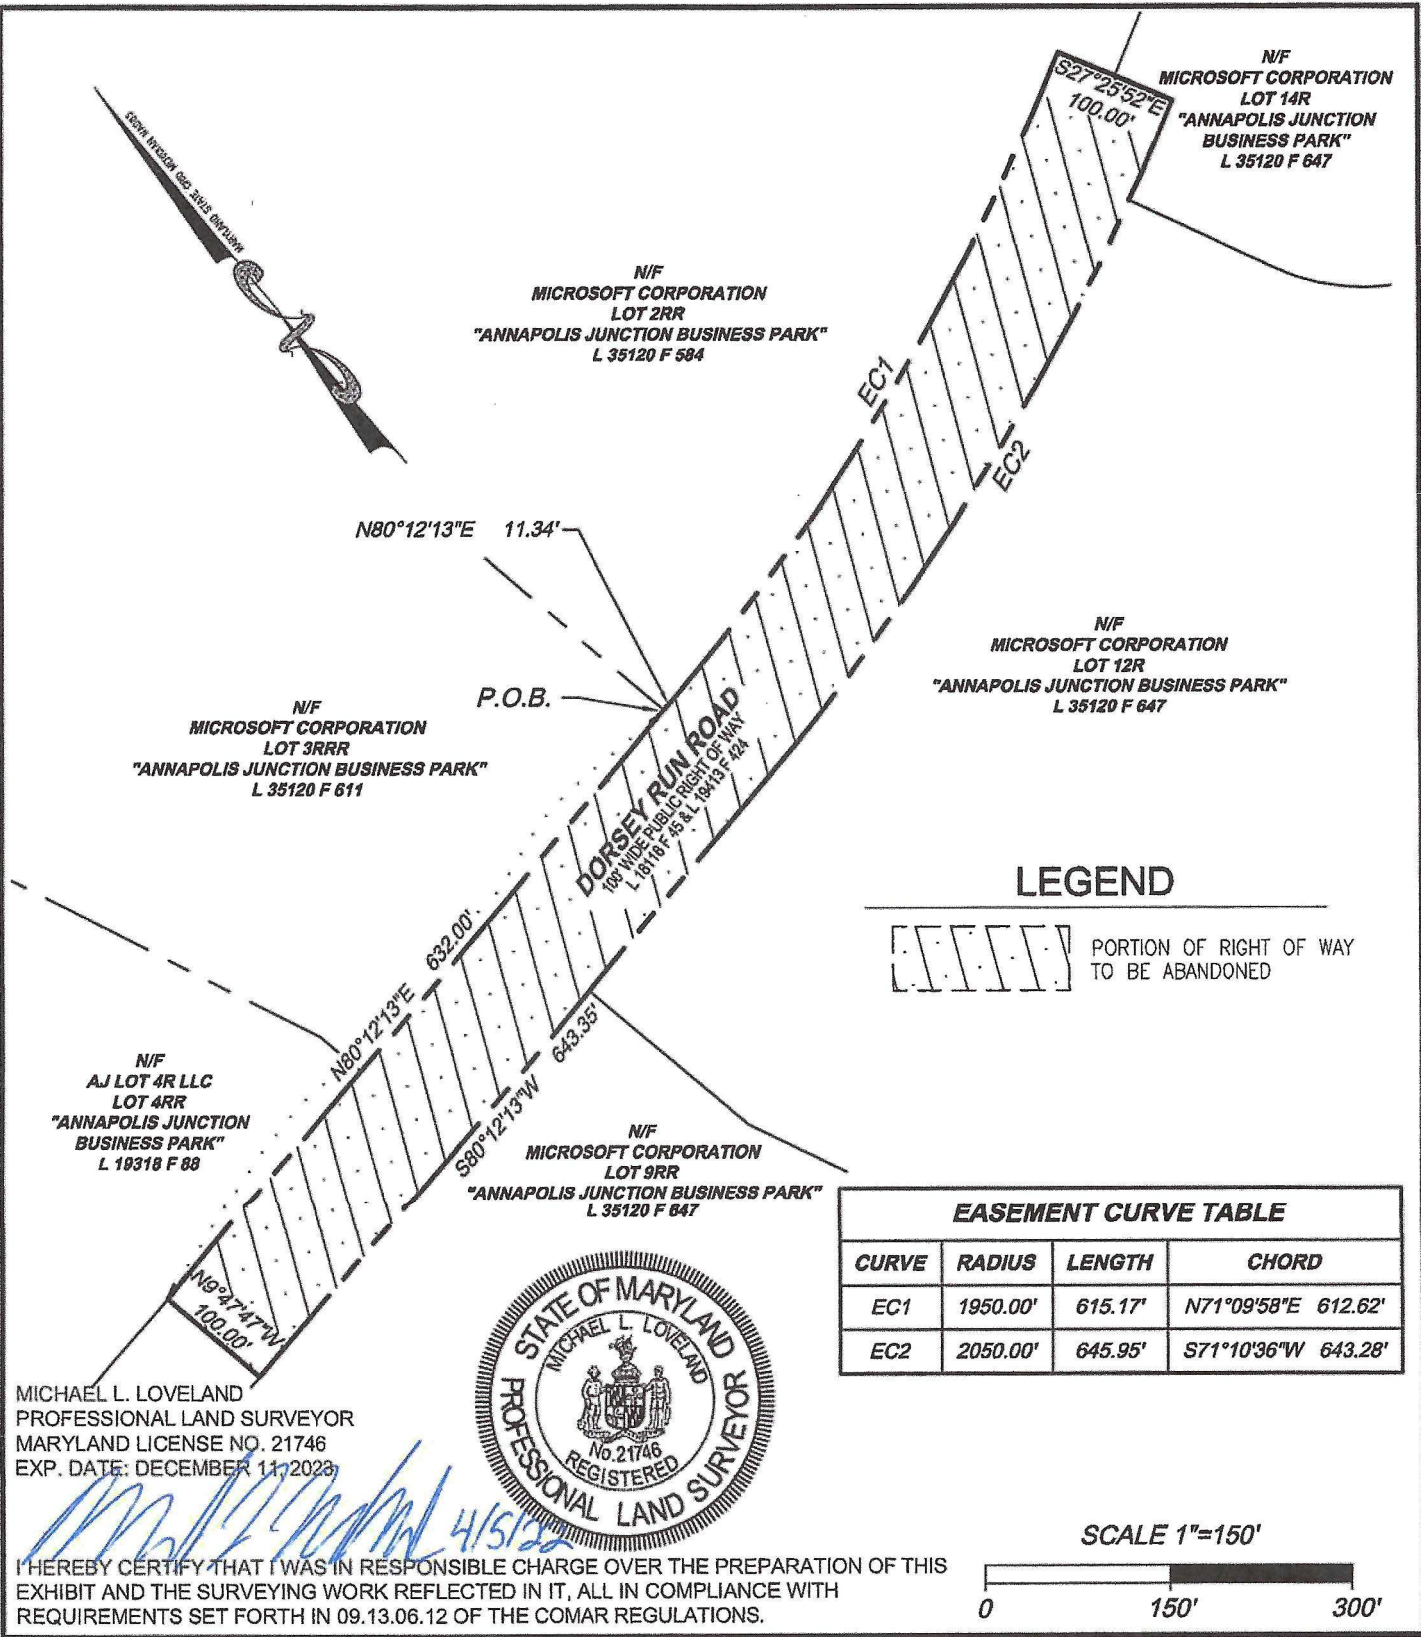 N/F
MICROSOFT CORPORATION
LOT 14R
"ANNAPOLIS JUNCTION
BUSINESS PARK"
L 35120 F 647
S27°25'52"E
100.00'
MARYLAND STATE GRID MERIDIAN NAD83
N/F
MICROSOFT CORPORATION
LOT 2RR
"ANNAPOLIS JUNCTION BUSINESS PARK"
L 35120 F 584
EC1
EC2
N80°12'13"E 11.34'
P.O.B.
N/F
MICROSOFT CORPORATION
LOT 12R
"ANNAPOLIS JUNCTION BUSINESS PARK"
L 35120 F 647
N/F
MICROSOFT CORPORATION
LOT 3RRR
"ANNAPOLIS JUNCTION BUSINESS PARK"
L 35120 F 611
DORSEY RUN ROAD
100' WIDE PUBLIC RIGHT OF WAY
L 18118 F 45 & L 19413 F 424
LEGEND
PORTION OF RIGHT OF WAY
TO BE ABANDONED
N80°12'13"E 632.00'
S80°12'13"W 643.35'
N/F
AJ LOT 4R LLC
LOT 4RR
"ANNAPOLIS JUNCTION
BUSINESS PARK"
L 19318 F 88
N/F
MICROSOFT CORPORATION
LOT 9RR
"ANNAPOLIS JUNCTION BUSINESS PARK"
L 35120 F 647
N9°47'47"W
100.00'
EASEMENT CURVE TABLE
CURVE RADIUS LENGTH CHORD
EC1 1950.00' 615.17' N71°09'58"E 612.62'
EC2 2050.00' 645.95' S71°10'36"W 643.28'
STATE OF MARYLAND
MICHAEL L. LOVELAND
No.21746
REGISTERED
PROFESSIONAL LAND SURVEYOR
MICHAEL L. LOVELAND
PROFESSIONAL LAND SURVEYOR
MARYLAND LICENSE NO. 21746
EXP. DATE: DECEMBER 11, 2023
4/5/22
I HEREBY CERTIFY THAT I WAS IN RESPONSIBLE CHARGE OVER THE PREPARATION OF THIS
EXHIBIT AND THE SURVEYING WORK REFLECTED IN IT, ALL IN COMPLIANCE WITH
REQUIREMENTS SET FORTH IN 09.13.06.12 OF THE COMAR REGULATIONS.
SCALE 1"=150'
0 150' 300'